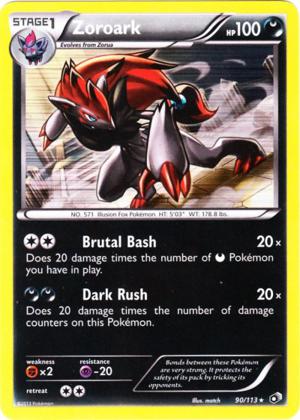 STAGE1 Zoroark HP100
Evolves from Zorua
NO. 571 Illusion Fox Pokémon HT: 5'03" WT: 178.8 lbs.
Brutal Bash 20×
Does 20 damage times the number of Pokémon
you have in play.
Dark Rush 20×
Does 20 damage times the number of damage
counters on this Pokémon.
weakness resistance
×2 -20
retreat
Bonds between these Pokémon
are very strong. It protects the
safety of its pack by tricking its
opponents.
©2013 Pokémon Illus. match 90/113 ★